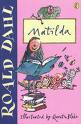 ROALD DAHL
Matilda
Illustrated by Quentin Blake